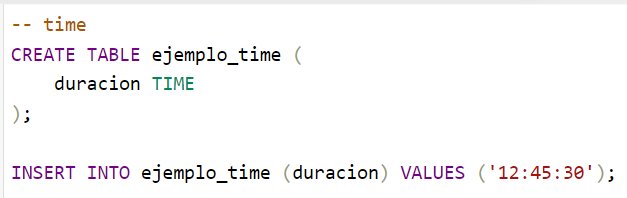 -- time
CREATE TABLE ejemplo_time (
    duracion TIME
);

INSERT INTO ejemplo_time (duracion) VALUES ('12:45:30');